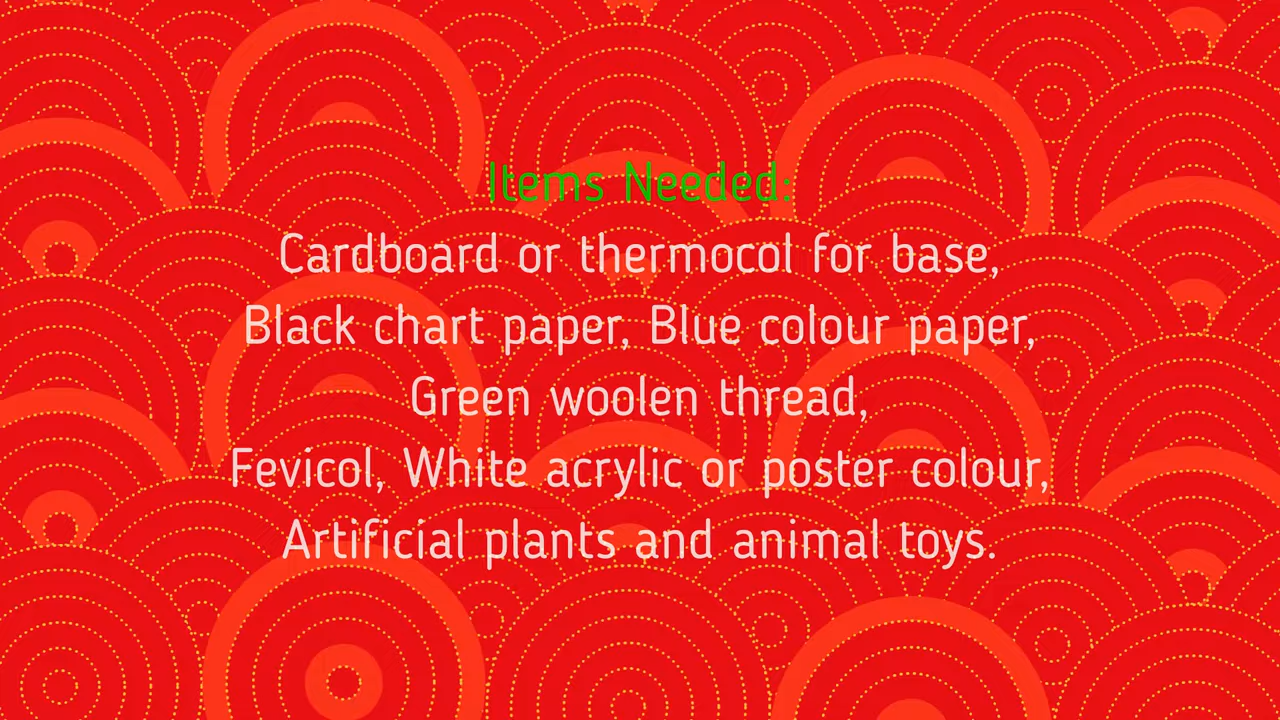 Items Needed:
Cardboard or thermocol for base,
Black chart paper, Blue colour paper,
Green woolen thread,
Fevicol, White acrylic or poster colour,
Artificial plants and animal toys.